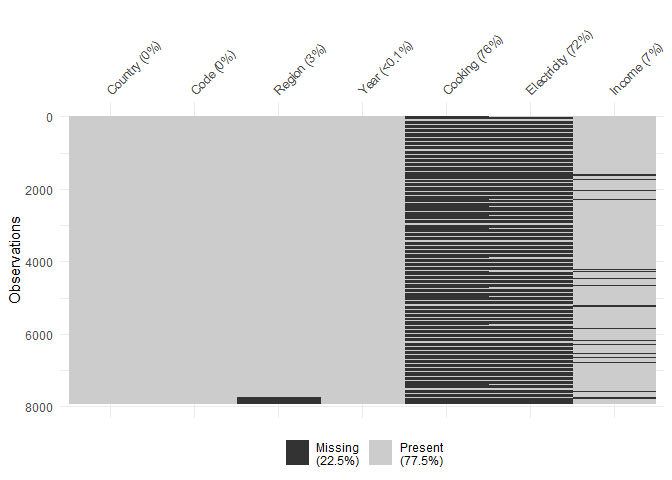 Country (0%)
Code (0%)
Region (3%)
Year (<0.1%)
Cooking (76%)
Electricity (72%)
Income (7%)
0
2000
4000
6000
8000
Observations
Missing
(22.5%)
Present
(77.5%)